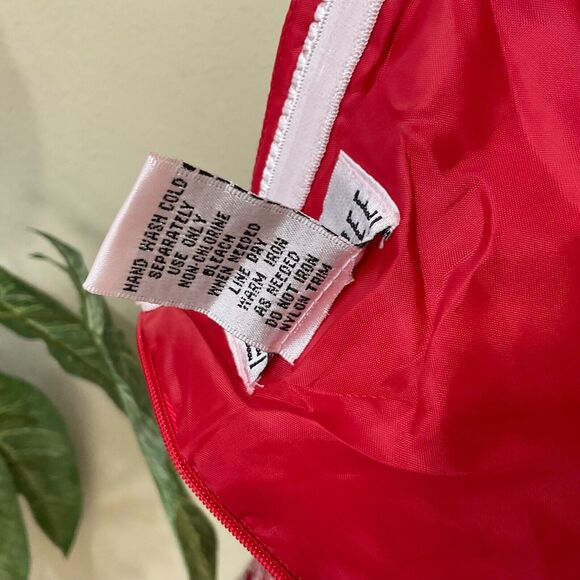 HAND WASH COLD
SEPARATELY
USE ONLY
NON-CHLORINE
BLEACH
WHEN NEEDED
LINE DRY
WARM IRON
AS NEEDED
DO NOT IRON
NYLON TRIM